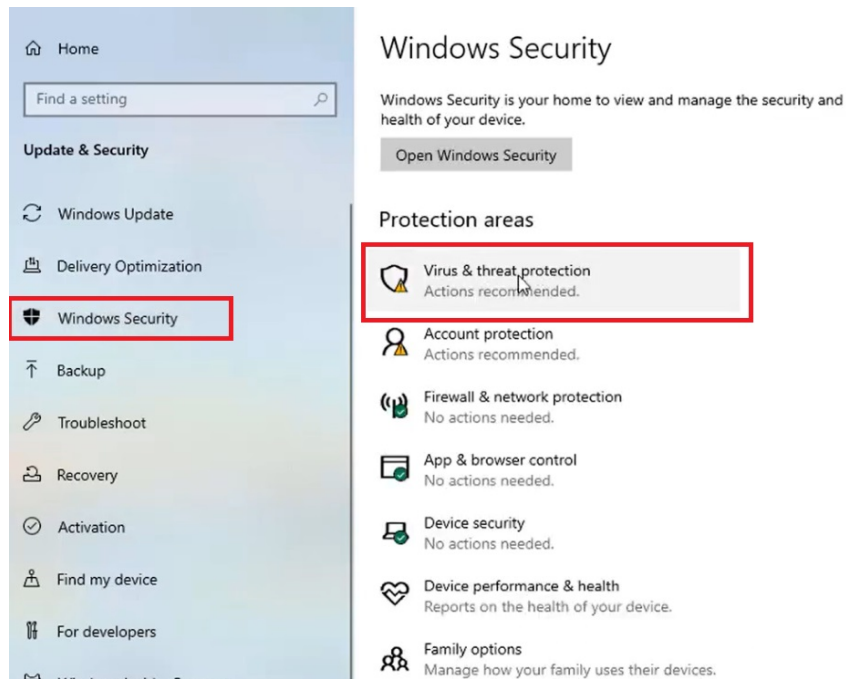 Home
Find a setting
Update & Security
Windows Update
Delivery Optimization
Windows Security
Backup
Troubleshoot
Recovery
Activation
Find my device
For developers
Windows Security
Windows Security is your home to view and manage the security and
health of your device.
Open Windows Security
Protection areas
Virus & threat protection
Actions recommended.
Account protection
Actions recommended.
Firewall & network protection
No actions needed.
App & browser control
No actions needed.
Device security
No actions needed.
Device performance & health
Reports on the health of your device.
Family options
Manage how your family uses their devices.